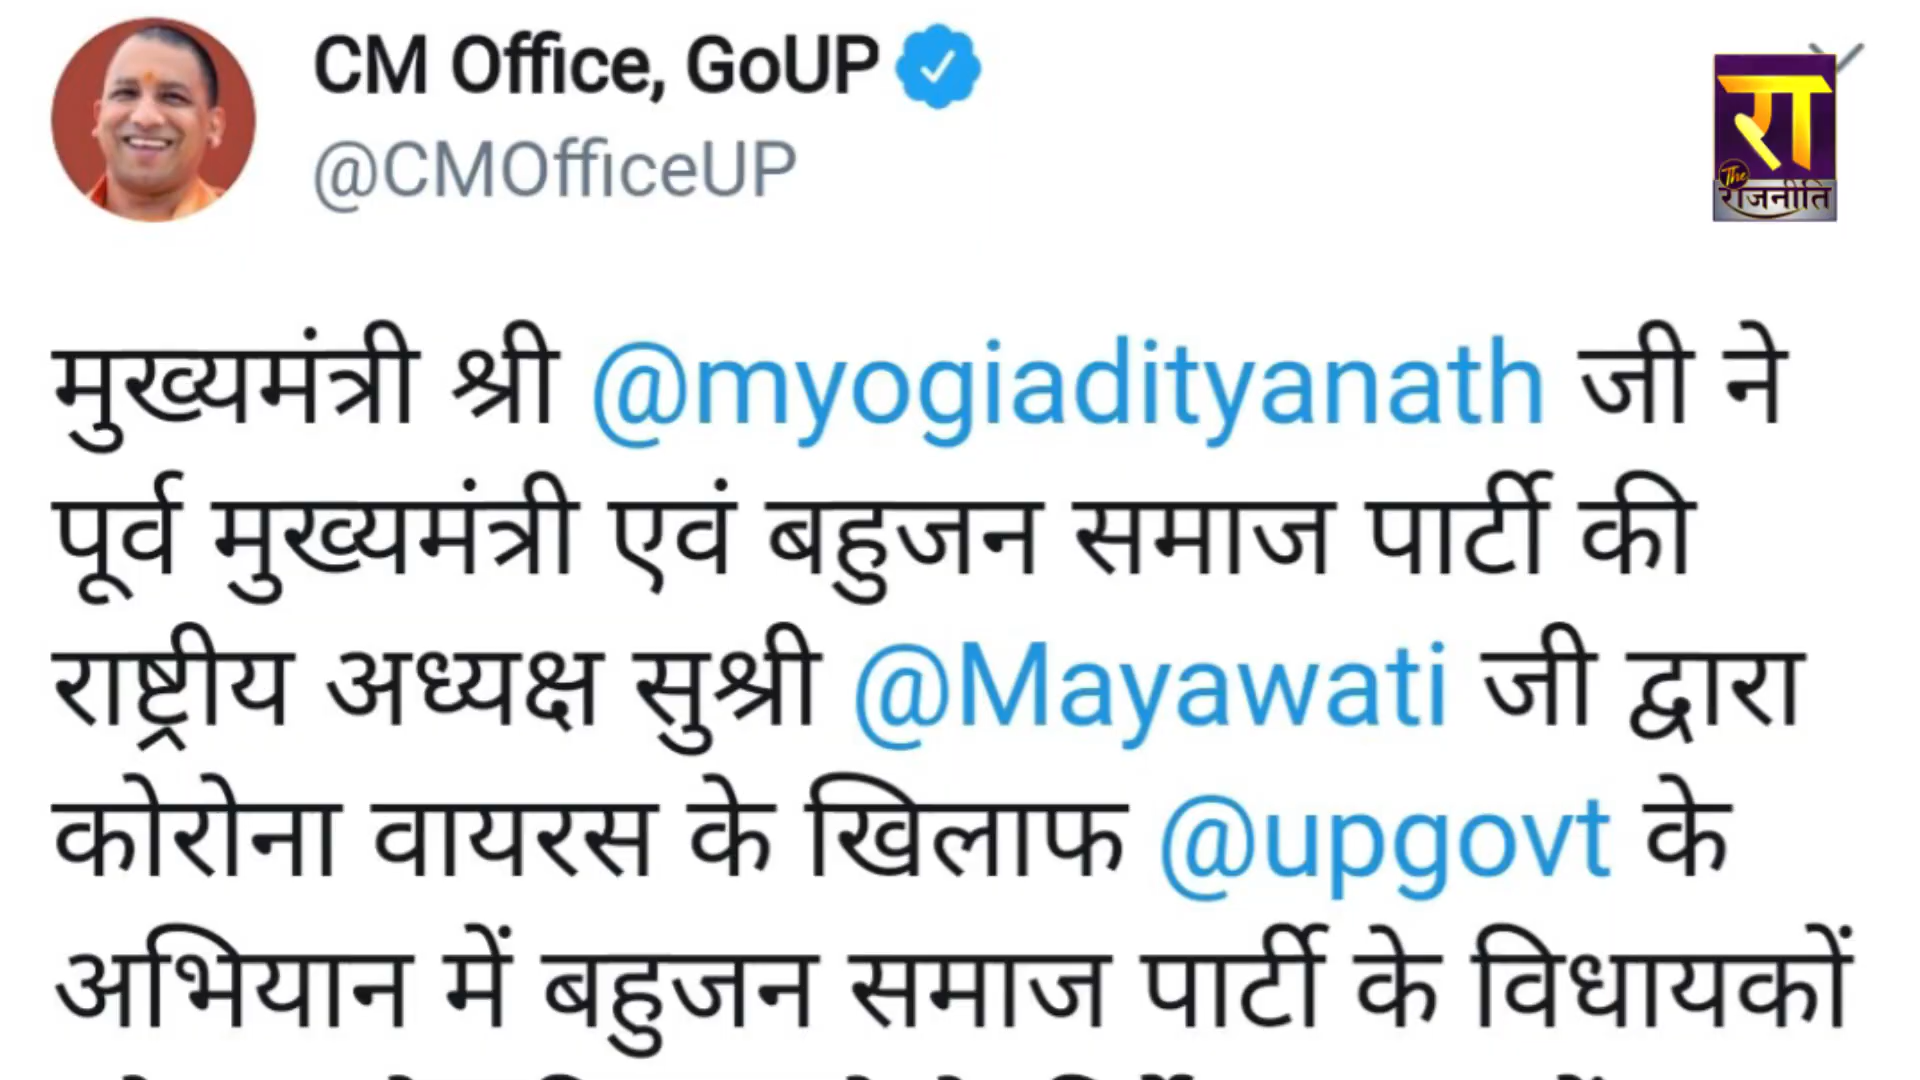 CM Office, GoUP
@CMOfficeUP
रा
The
राजनीति
मुख्यमंत्री श्री @myogiadityanath जी ने
पूर्व मुख्यमंत्री एवं बहुजन समाज पार्टी की
राष्ट्रीय अध्यक्ष सुश्री @Mayawati जी द्वारा
कोरोना वायरस के खिलाफ @upgovt के
अभियान में बहुजन समाज पार्टी के विधायकों